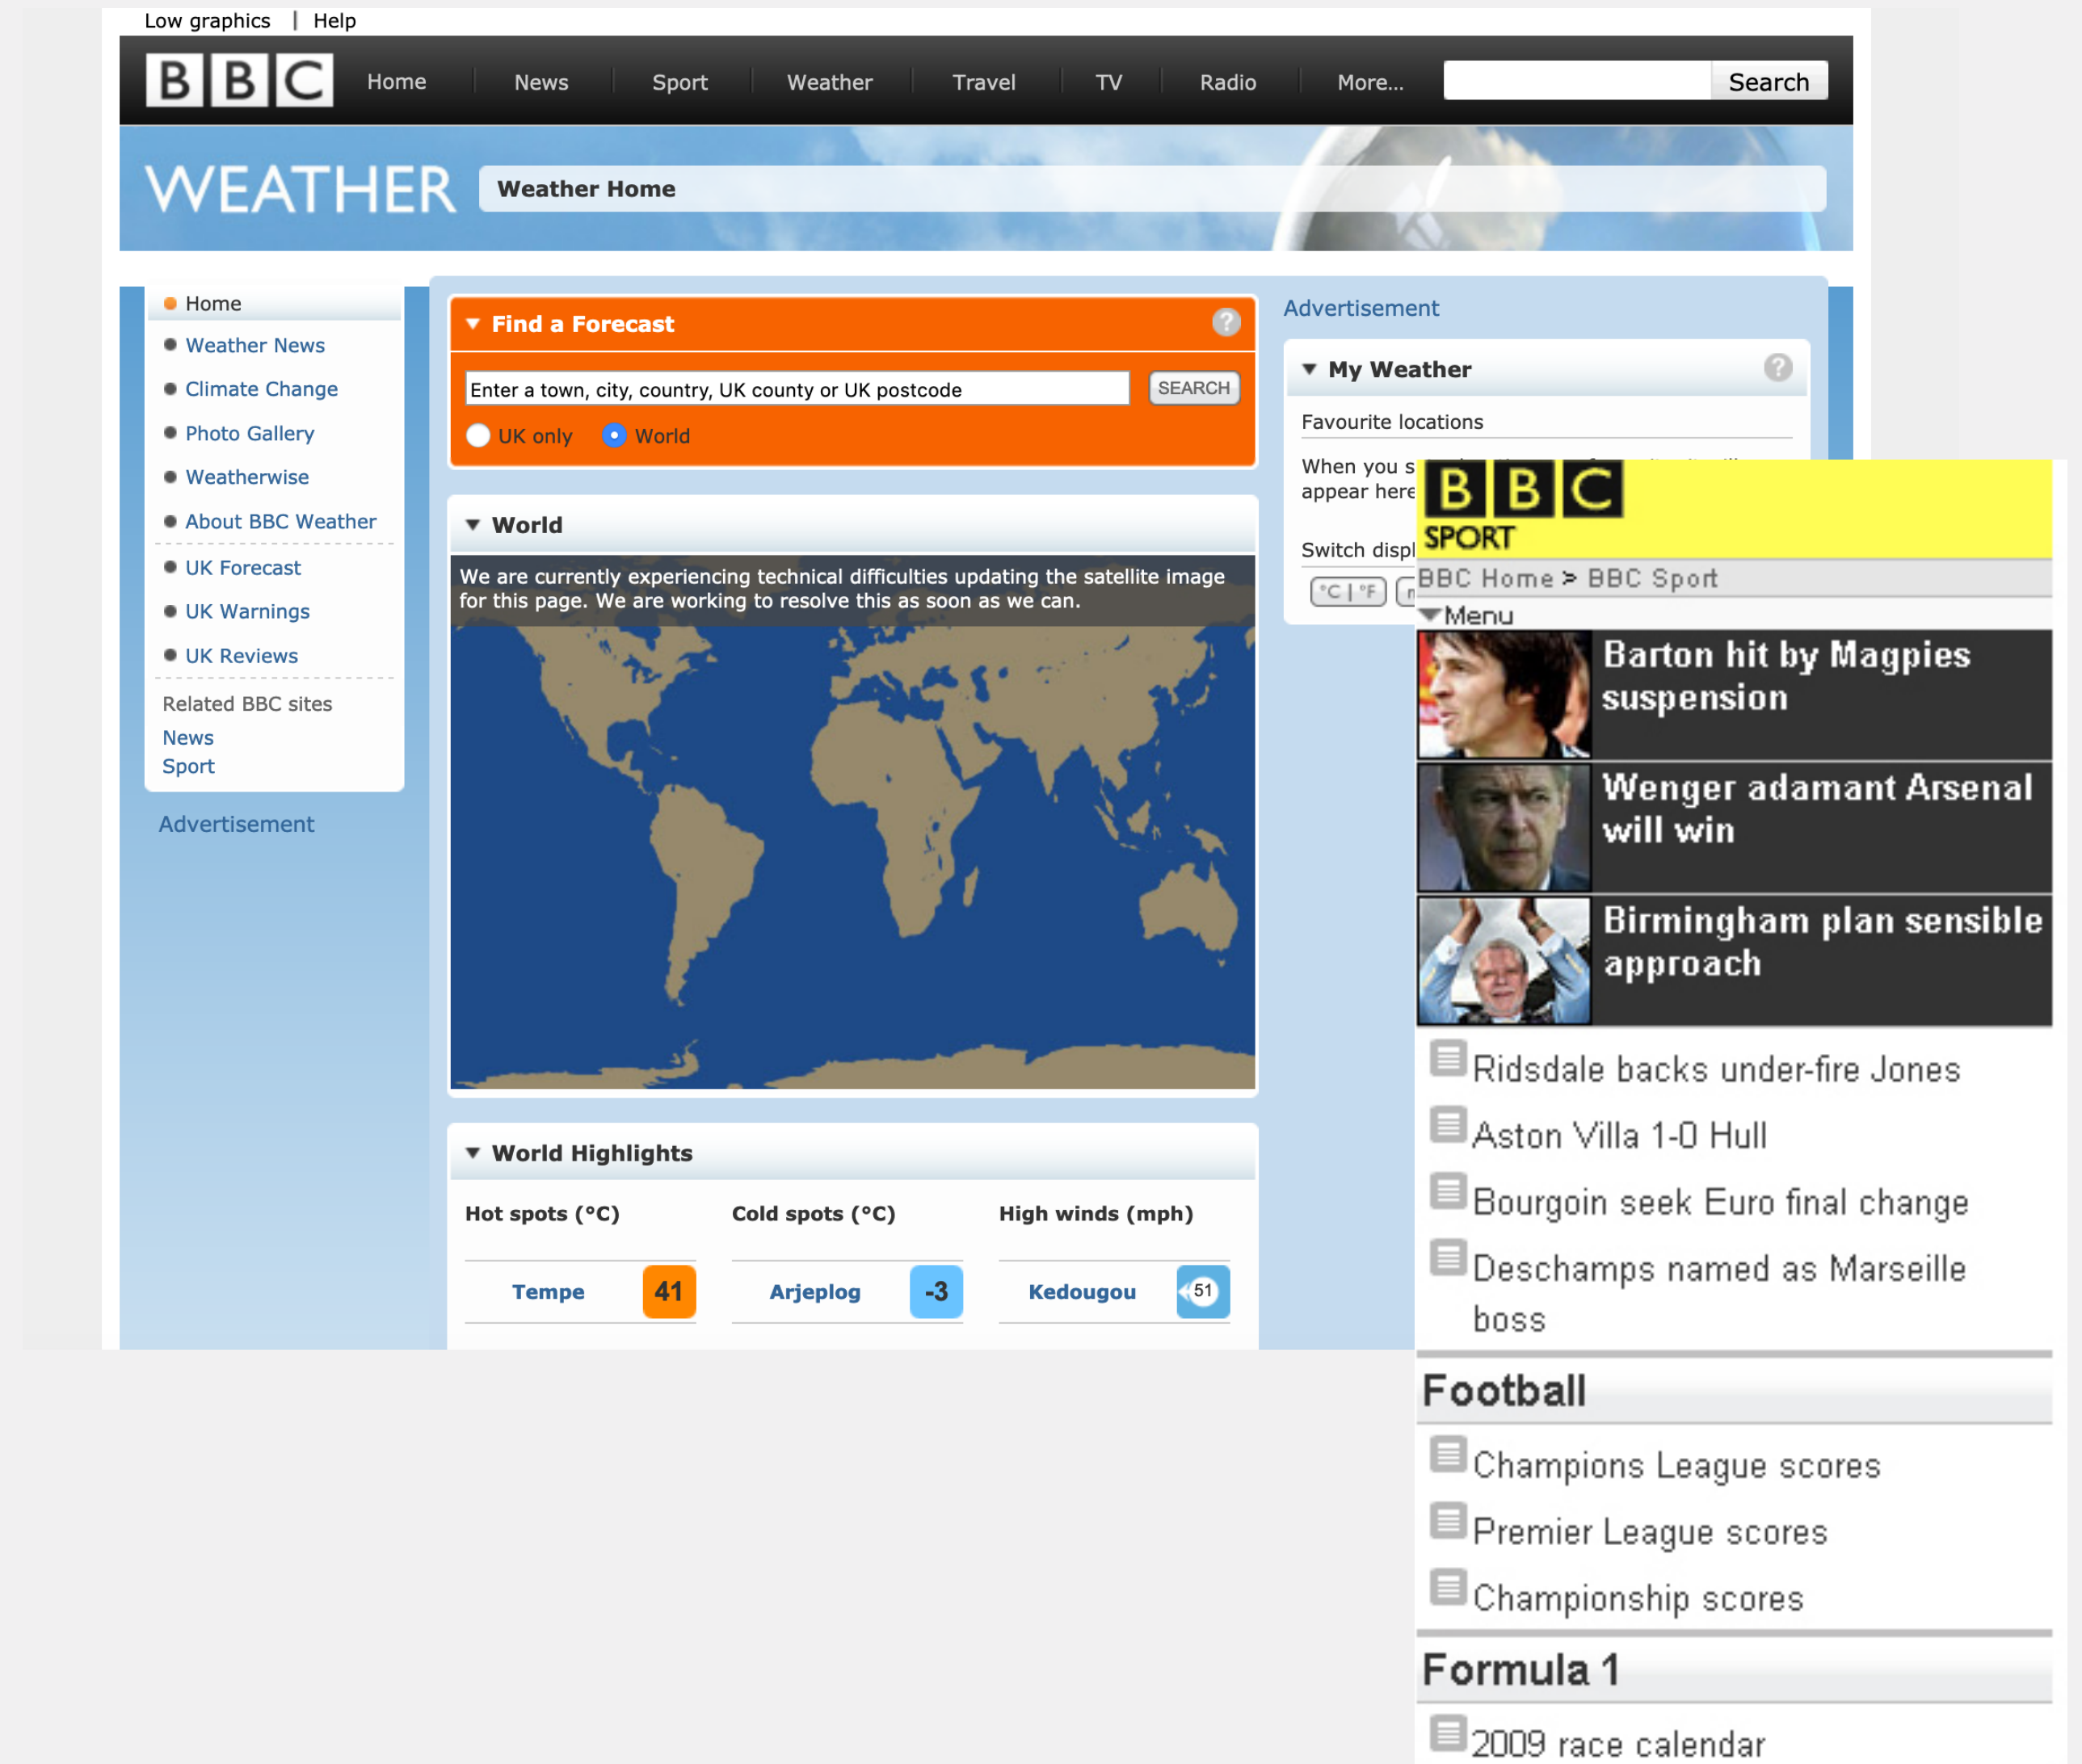 Low graphics | Help
BBC Home News Sport Weather Travel TV Radio More... Search
WEATHER Weather Home
Home
Weather News
Climate Change
Photo Gallery
Weatherwise
About BBC Weather
UK Forecast
UK Warnings
UK Reviews
Related BBC sites
News
Sport
Advertisement
Find a Forecast ?
Enter a town, city, country, UK county or UK postcode SEARCH
UK only World
World
We are currently experiencing technical difficulties updating the satellite image
for this page. We are working to resolve this as soon as we can.
World Highlights
Hot spots (°C) Cold spots (°C) High winds (mph)
Tempe 41 Arjeplog -3 Kedougou 51
Advertisement
My Weather ?
Favourite locations
When you
appear here
Switch
°C | °F
BBC
SPORT
BBC Home > BBC Sport
Menu
Barton hit by Magpies
suspension
Wenger adamant Arsenal
will win
Birmingham plan sensible
approach
Ridsdale backs under-fire Jones
Aston Villa 1-0 Hull
Bourgoin seek Euro final change
Deschamps named as Marseille
boss
Football
Champions League scores
Premier League scores
Championship scores
Formula 1
2009 race calendar